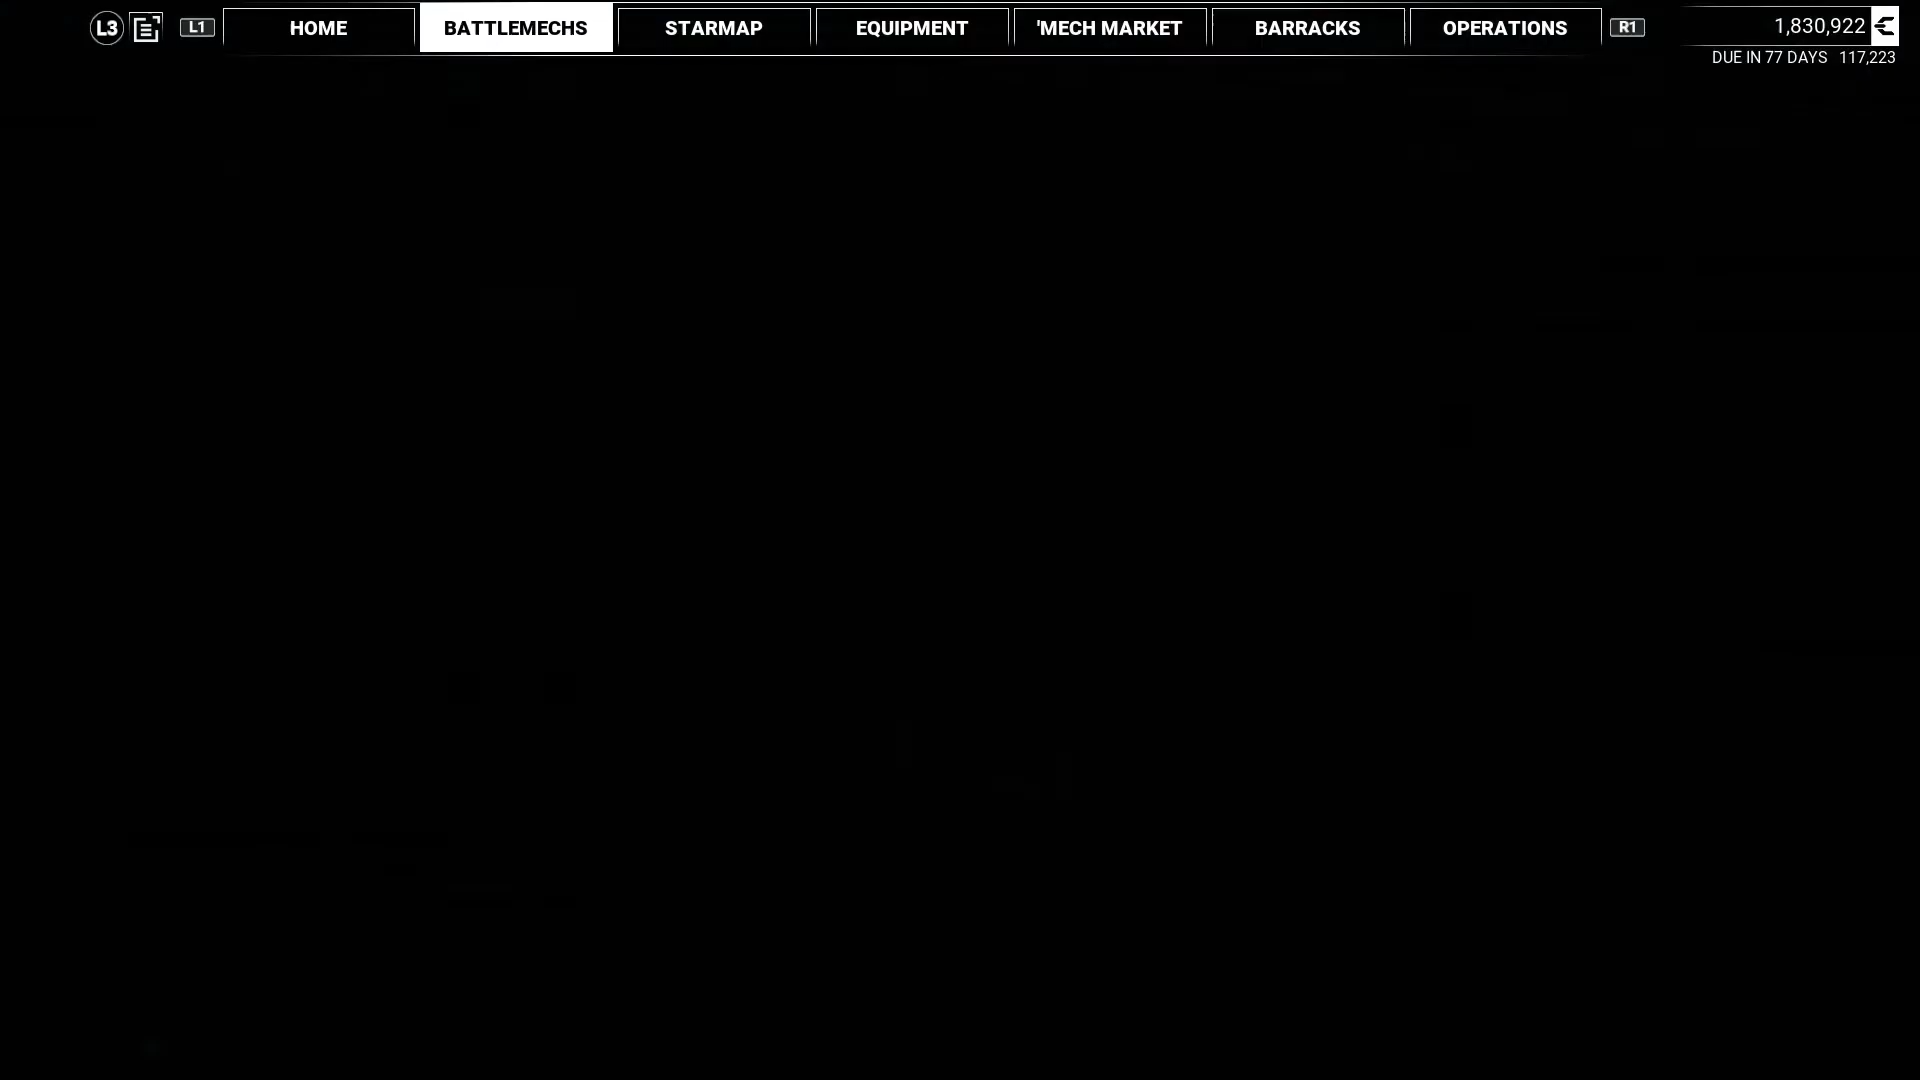 L3 L1 HOME BATTLEMECHS STARMAP EQUIPMENT 'MECH MARKET BARRACKS OPERATIONS R1 1,830,922
DUE IN 77 DAYS 117,223